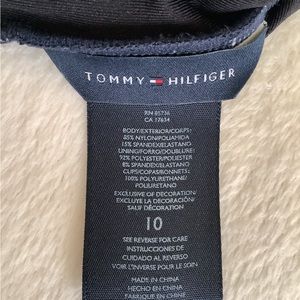 TOMMY HILFIGER
RN 85736
CA 17634
BODY/EXTERIOR/CORPS:
85% NYLON/POLIAMIDA
15% SPANDEX/ELASTANO
LINING/FORRO/DOUBLURE:
92% POLYESTER/POLIESTER
8% SPANDEX/ELASTANO
CUPS/COPAS/BONNETS:
100% POLYURETHANE/
POLIURETANO
EXCLUSIVE OF DECORATION/
EXCLUYE LA DECORACIÓN/
SAUF DÉCORATION
10
SEE REVERSE FOR CARE
INSTRUCTIONS
CUIDADO AL REVERSO
VOIR L'INVERSE POUR LE SOIN
MADE IN CHINA
HECHO EN CHINA
FABRIQUÉ EN CHINE